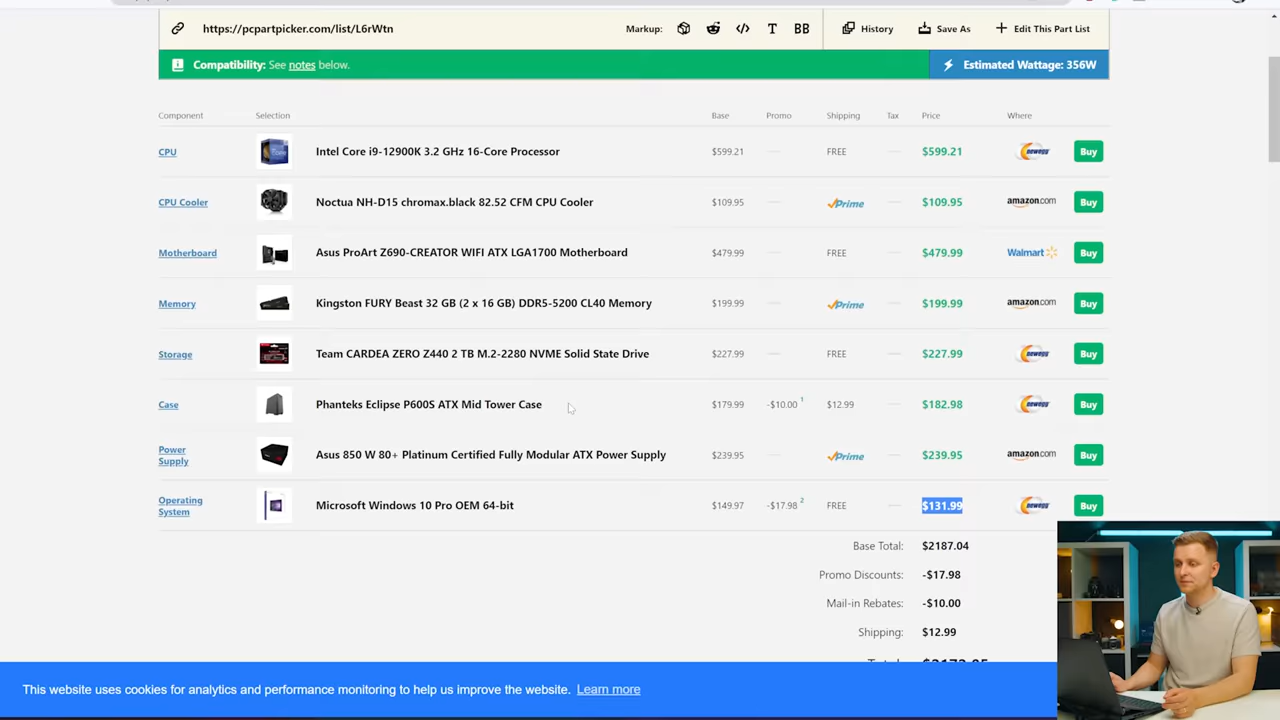 https://pcpartpicker.com/list/L6rWtn Markup: T BB History Save As Edit This Part List
Compatibility: See notes below. Estimated Wattage: 356W
Component Selection Base Promo Shipping Tax Price Where
CPU Intel Core i9-12900K 3.2 GHz 16-Core Processor $599.21 — FREE — $599.21 newegg Buy
CPU Cooler Noctua NH-D15 chromax.black 82.52 CFM CPU Cooler $109.95 — Prime — $109.95 amazon.com Buy
Motherboard Asus ProArt Z690-CREATOR WIFI ATX LGA1700 Motherboard $479.99 — FREE — $479.99 Walmart Buy
Memory Kingston FURY Beast 32 GB (2 x 16 GB) DDR5-5200 CL40 Memory $199.99 — Prime — $199.99 amazon.com Buy
Storage Team CARDEA ZERO Z440 2 TB M.2-2280 NVME Solid State Drive $227.99 — FREE — $227.99 newegg Buy
Case Phanteks Eclipse P600S ATX Mid Tower Case $179.99 -$10.00 1 $12.99 — $182.98 newegg Buy
Power Supply Asus 850 W 80+ Platinum Certified Fully Modular ATX Power Supply $239.95 — Prime — $239.95 amazon.com Buy
Operating System Microsoft Windows 10 Pro OEM 64-bit $149.97 -$17.98 2 FREE — $131.99 newegg Buy
Base Total: $2187.04
Promo Discounts: -$17.98
Mail-in Rebates: -$10.00
Shipping: $12.99
This website uses cookies for analytics and performance monitoring to help us improve the website. Learn more